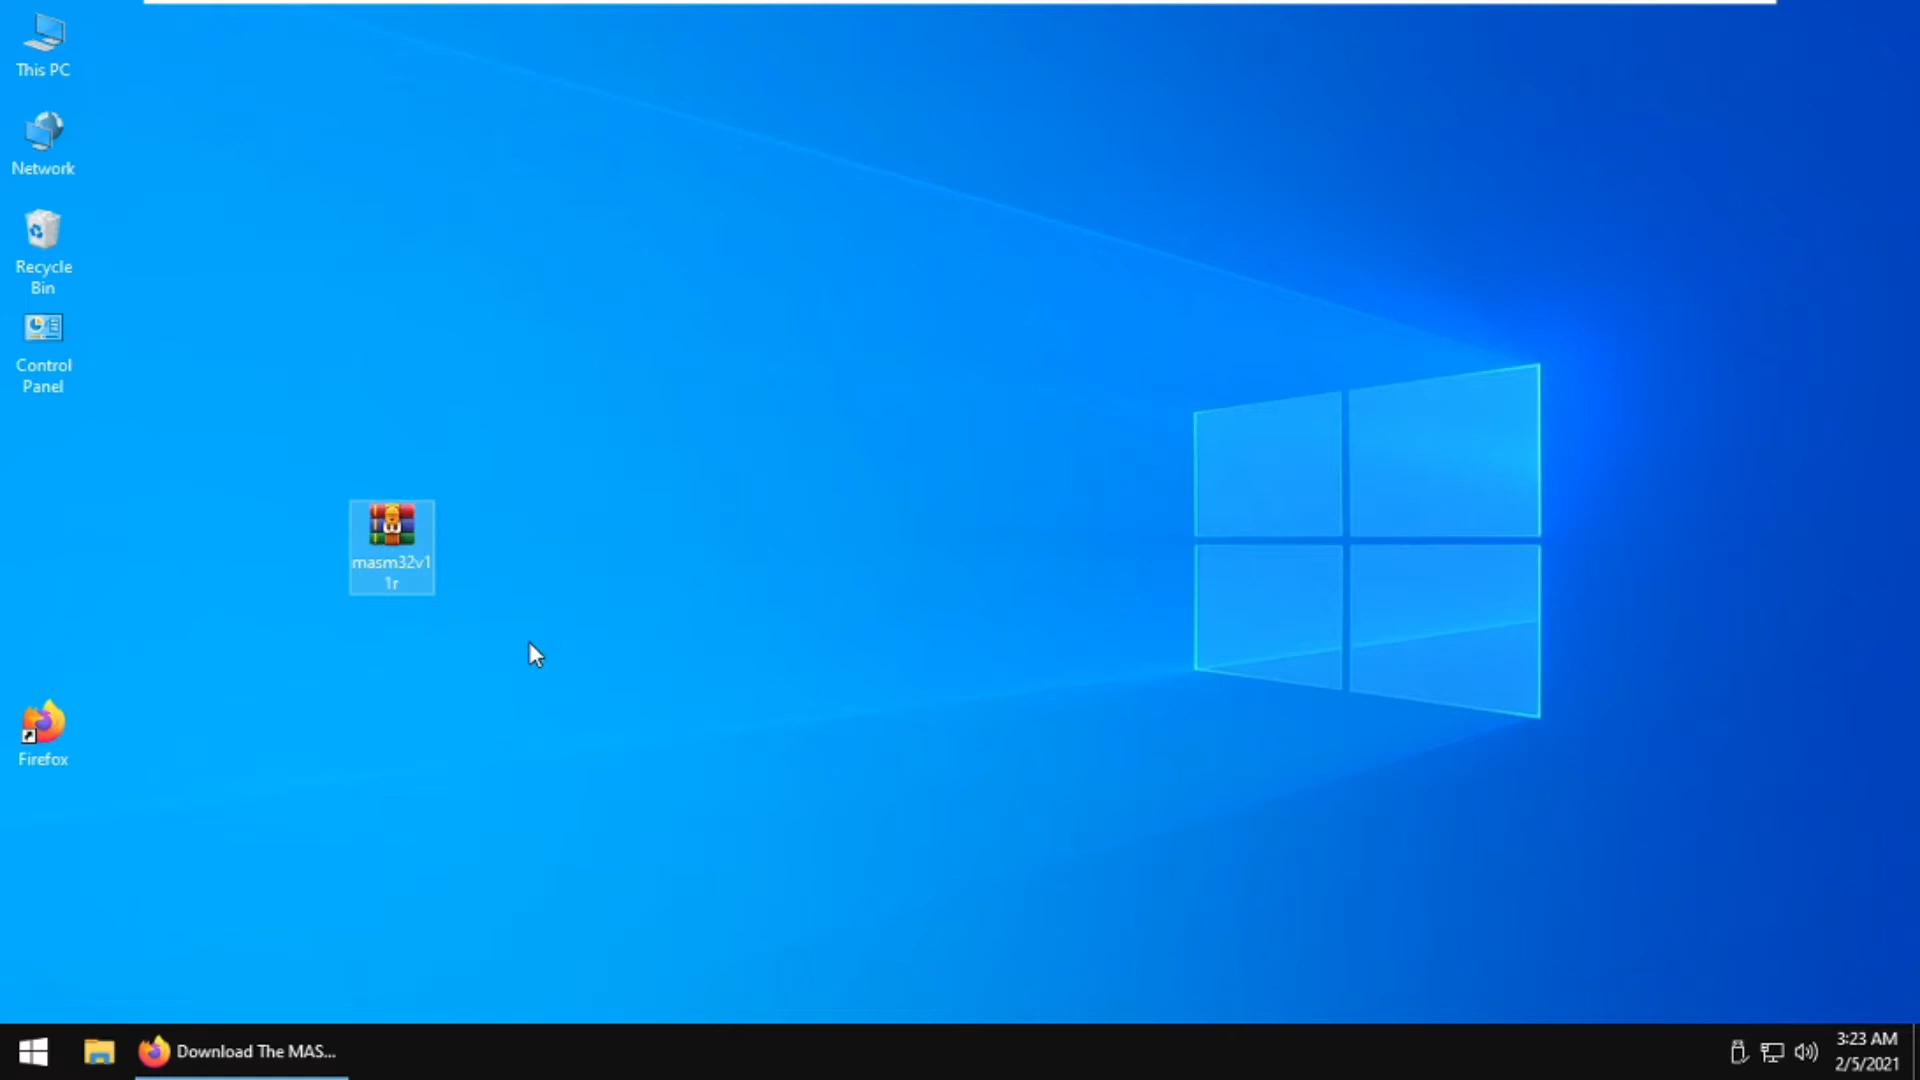 This PC
Network
Recycle
Bin
Control
Panel
masm32v1
1r
Firefox
Download The MAS...
3:23 AM
2/5/2021